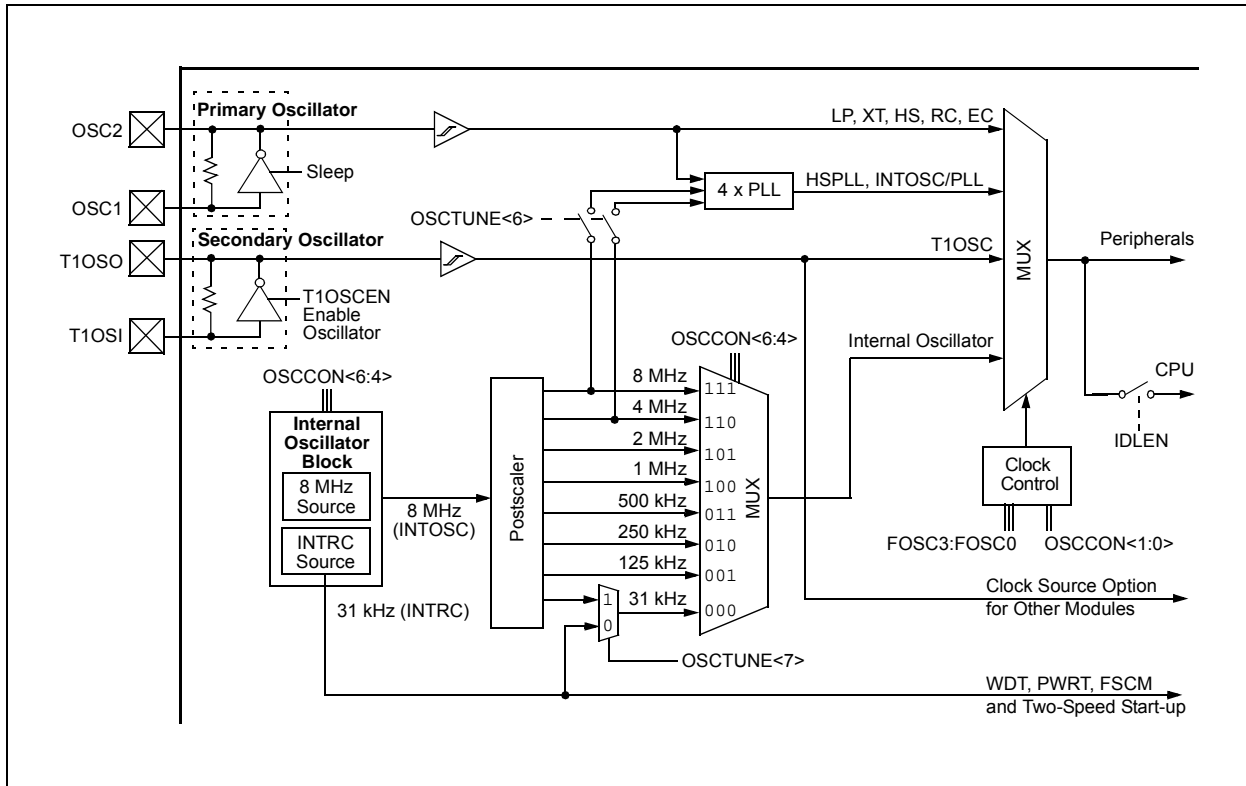 Primary Oscillator
OSC2
LP, XT, HS, RC, EC
Sleep
4 x PLL
HSPLL, INTOSC/PLL
OSC1
OSCTUNE<6>
Secondary Oscillator
T1OSO
T1OSC
MUX
Peripherals
T1OSCEN
Enable
Oscillator
T1OSI
OSCCON<6:4>
Internal Oscillator
CPU
IDLEN
OSCCON<6:4>
Internal
Oscillator
Block
8 MHz
Source
INTRC
Source
8 MHz
(INTOSC)
31 kHz (INTRC)
Postscaler
8 MHz
111
4 MHz
110
2 MHz
101
1 MHz
100
500 kHz
011
250 kHz
010
125 kHz
001
31 kHz
000
MUX
1
0
OSCTUNE<7>
Clock
Control
FOSC3:FOSC0
OSCCON<1:0>
Clock Source Option
for Other Modules
WDT, PWRT, FSCM
and Two-Speed Start-up